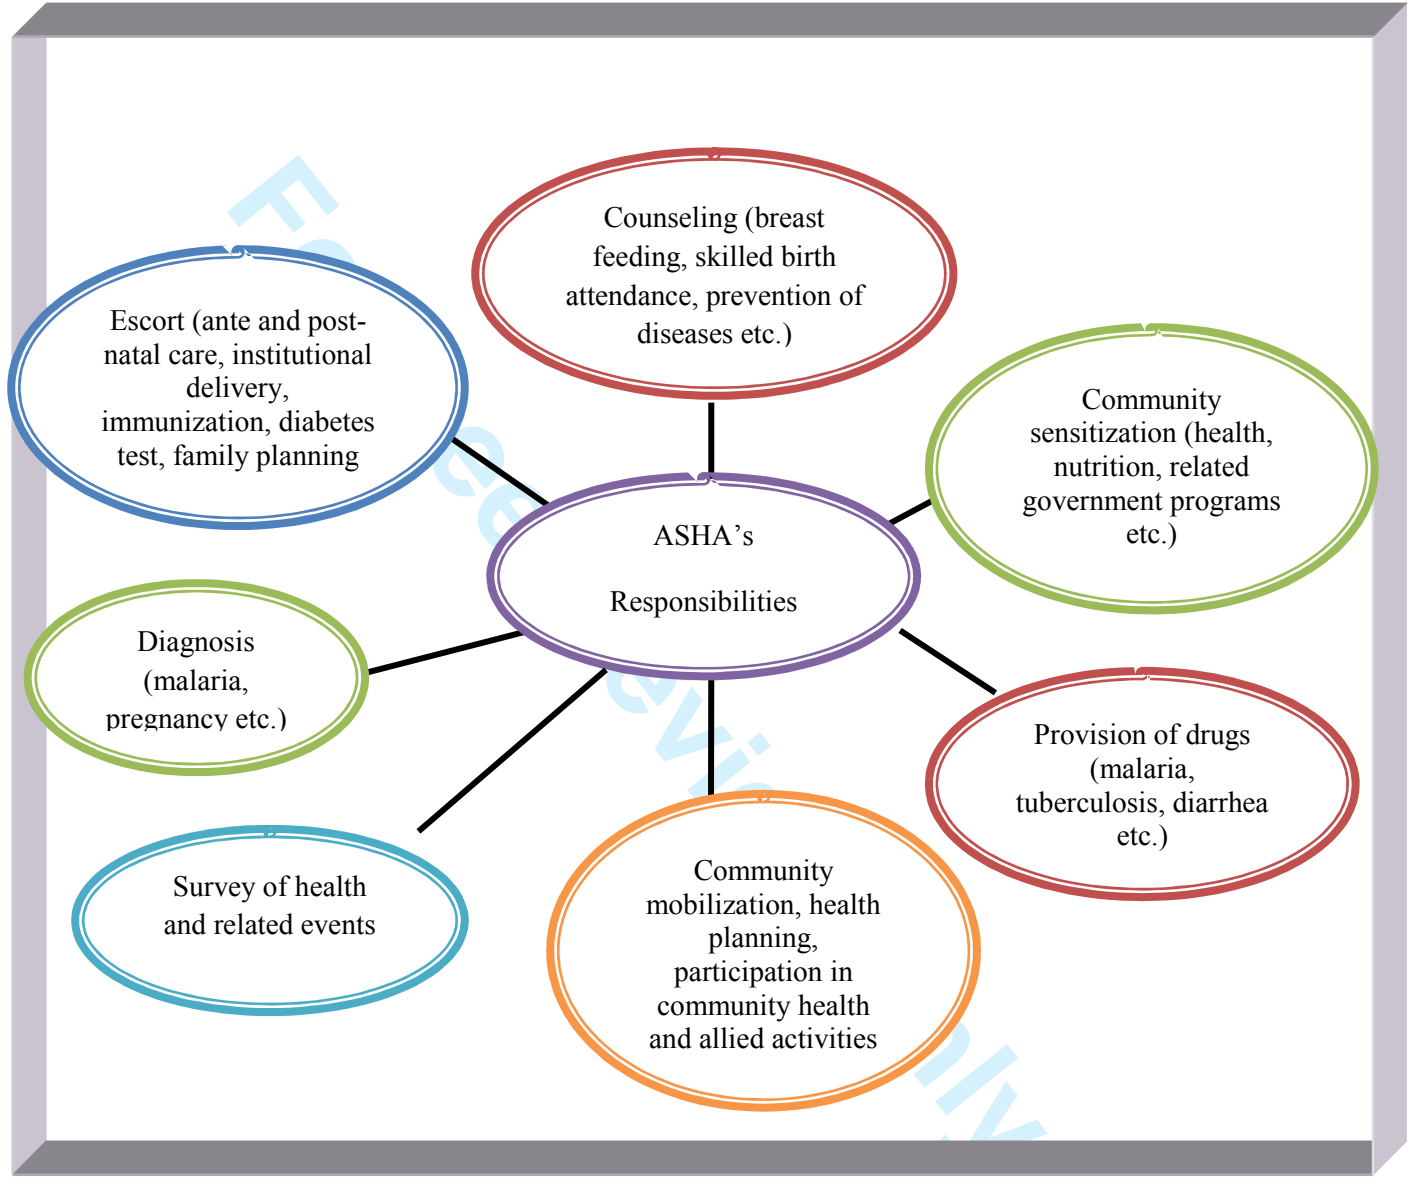 Counseling (breast
feeding, skilled birth
attendance, prevention of
diseases etc.)
Escort (ante and post-
natal care, institutional
delivery,
immunization, diabetes
test, family planning
Community
sensitization (health,
nutrition, related
government programs
etc.)
ASHA’s
Responsibilities
Diagnosis
(malaria,
pregnancy etc.)
Provision of drugs
(malaria,
tuberculosis, diarrhea
etc.)
Survey of health
and related events
Community
mobilization, health
planning,
participation in
community health
and allied activities